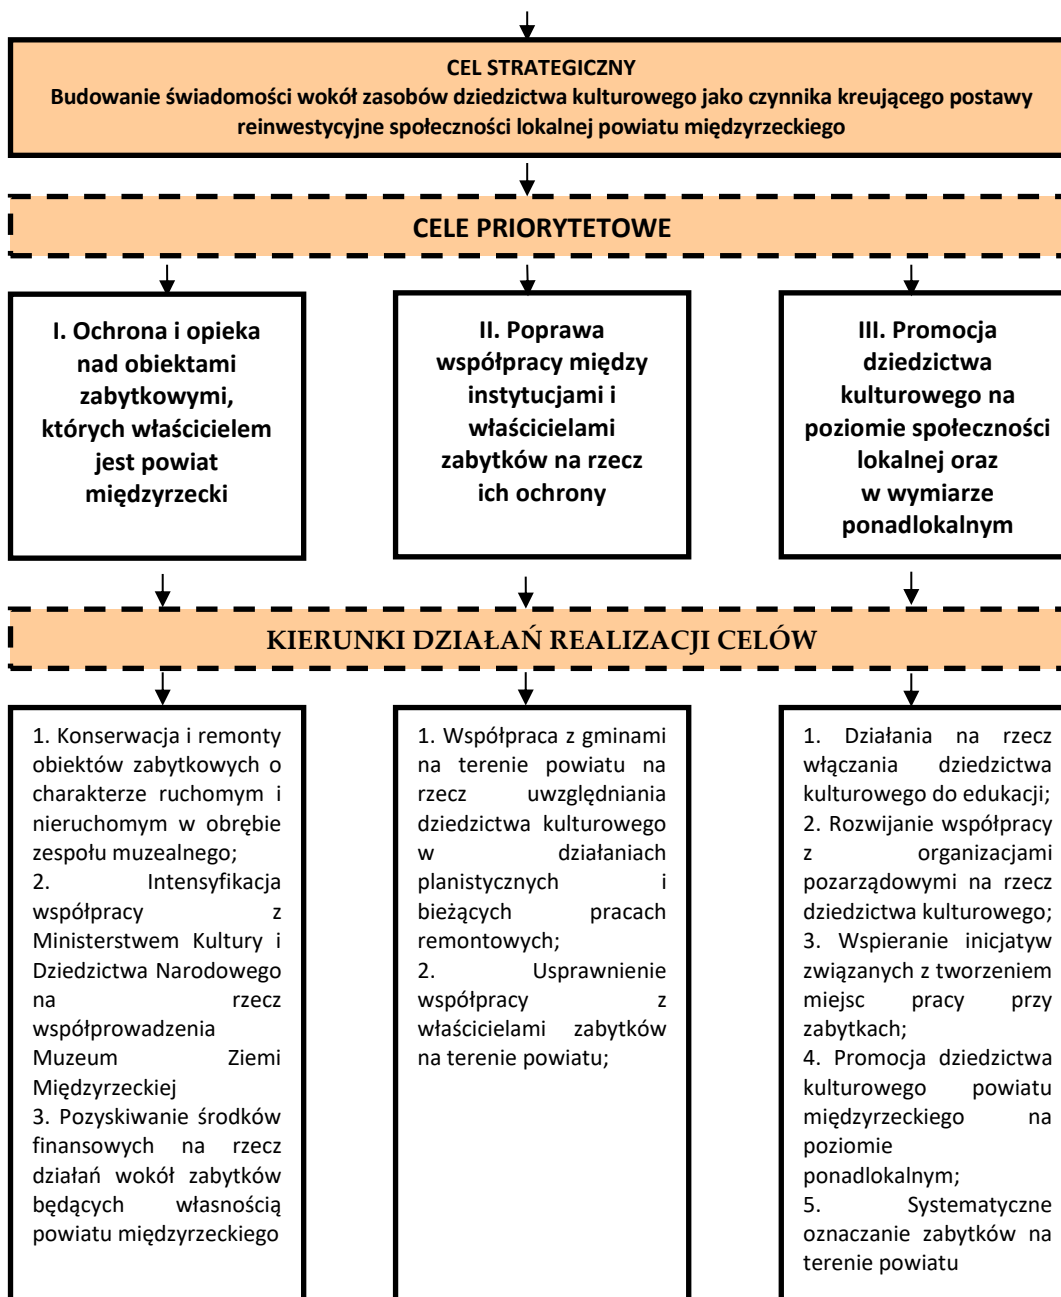 CEL STRATEGICZNY
Budowanie świadomości wokół zasobów dziedzictwa kulturowego jako czynnika kreującego postawy
reinwestycyjne społeczności lokalnej powiatu międzyrzeckiego
CELE PRIORYTETOWE
I. Ochrona i opieka
nad obiektami
zabytkowymi,
których właścicielem
jest powiat
międzyrzecki
II. Poprawa
współpracy między
instytucjami i
właścicielami
zabytków na rzecz
ich ochrony
III. Promocja
dziedzictwa
kulturowego na
poziomie społeczności
lokalnej oraz
w wymiarze
ponadlokalnym
KIERUNKI DZIAŁAŃ REALIZACJI CELÓW
1. Konserwacja i remonty
obiektów zabytkowych o
charakterze ruchomym i
nieruchomym w obrębie
zespołu muzealnego;
2. Intensyfikacja
współpracy z
Ministerstwem Kultury i
Dziedzictwa Narodowego
na rzecz
współprowadzenia
Muzeum Ziemi
Międzyrzeckiej
3. Pozyskiwanie środków
finansowych na rzecz
działań wokół zabytków
będących własnością
powiatu międzyrzeckiego
1. Współpraca z gminami
na terenie powiatu na
rzecz uwzględniania
dziedzictwa kulturowego
w działaniach
planistycznych i
bieżących pracach
remontowych;
2. Usprawnienie
współpracy z
właścicielami zabytków
na terenie powiatu;
1. Działania na rzecz
włączania dziedzictwa
kulturowego do edukacji;
2. Rozwijanie współpracy
z organizacjami
pozarządowymi na rzecz
dziedzictwa kulturowego;
3. Wspieranie inicjatyw
związanych z tworzeniem
miejsc pracy przy
zabytkach;
4. Promocja dziedzictwa
kulturowego powiatu
międzyrzeckiego na
poziomie
ponadlokalnym;
5. Systematyczne
oznaczanie zabytków na
terenie powiatu